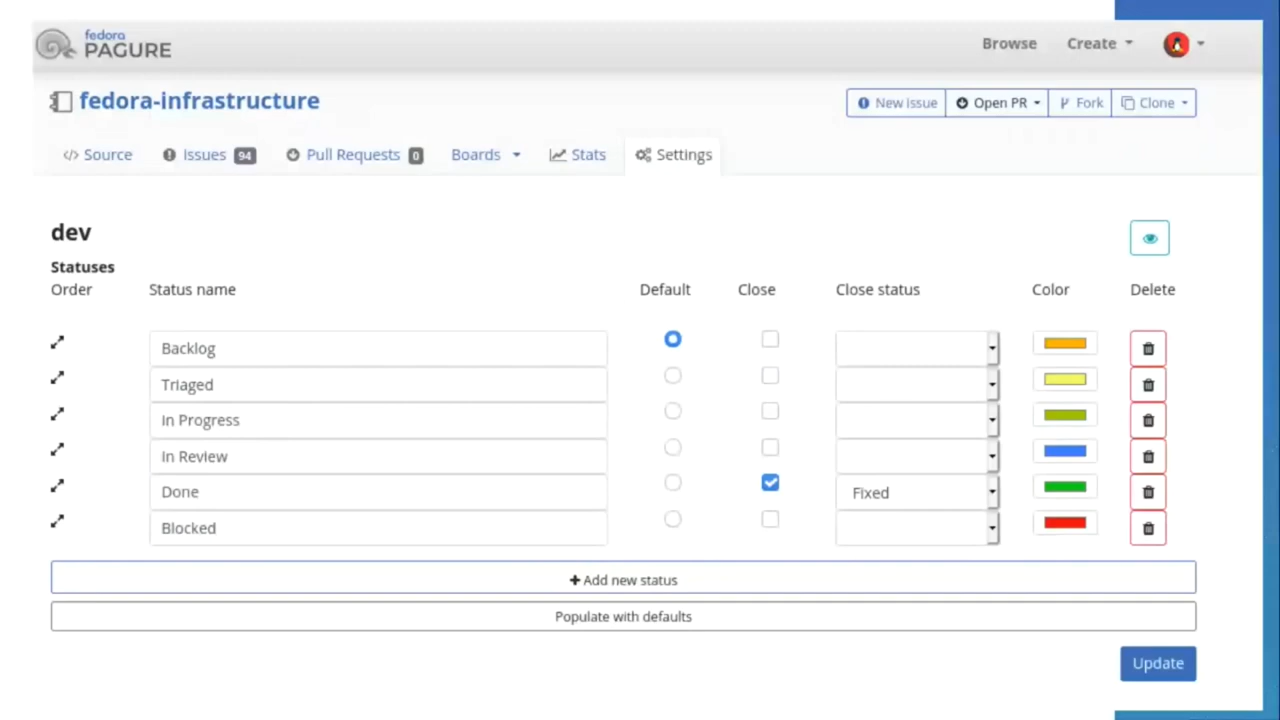 fedora
PAGURE
Browse
Create
fedora-infrastructure
New Issue
Open PR
Fork
Clone
Source
Issues 94
Pull Requests 0
Boards
Stats
Settings
dev
Statuses
Order Status name Default Close Close status Color Delete
Backlog
Triaged
In Progress
In Review
Done Fixed
Blocked
Add new status
Populate with defaults
Update